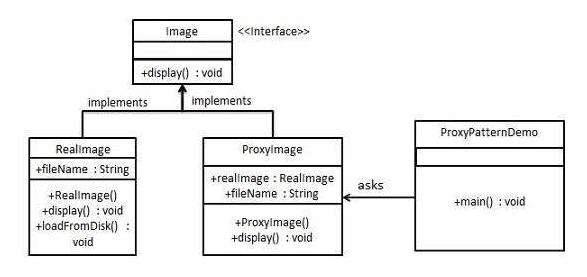 Image
<<Interface>>
+display() : void
implements
implements
RealImage
+fileName : String
+RealImage()
+display() : void
+loadFromDisk() :
void
ProxyImage
+realImage : RealImage
+fileName : String
+ProxyImage()
+display() : void
asks
ProxyPatternDemo
+main() : void